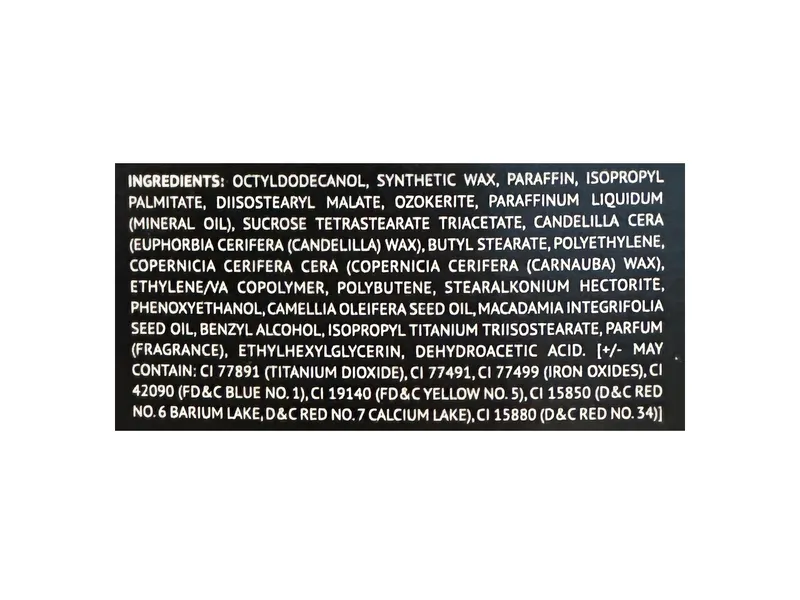 INGREDIENTS: OCTYLDODECANOL, SYNTHETIC WAX, PARAFFIN, ISOPROPYL
PALMITATE, DIISOSTEARYL MALATE, OZOKERITE, PARAFFINUM LIQUIDUM
(MINERAL OIL), SUCROSE TETRASTEARATE TRIACETATE, CANDELILLA CERA
(EUPHORBIA CERIFERA (CANDELILLA) WAX), BUTYL STEARATE, POLYETHYLENE,
COPERNICIA CERIFERA CERA (COPERNICIA CERIFERA (CARNAUBA) WAX),
ETHYLENE/VA COPOLYMER, POLYBUTENE, STEARALKONIUM HECTORITE,
PHENOXYETHANOL, CAMELLIA OLEIFERA SEED OIL, MACADAMIA INTEGRIFOLIA
SEED OIL, BENZYL ALCOHOL, ISOPROPYL TITANIUM TRIISOSTEARATE, PARFUM
(FRAGRANCE), ETHYLHEXYLGLYCERIN, DEHYDROACETIC ACID. [+/- MAY
CONTAIN: CI 77891 (TITANIUM DIOXIDE), CI 77491, CI 77499 (IRON OXIDES), CI
42090 (FD&C BLUE NO. 1), CI 19140 (FD&C YELLOW NO. 5), CI 15850 (D&C RED
NO. 6 BARIUM LAKE, D&C RED NO. 7 CALCIUM LAKE), CI 15880 (D&C RED NO. 34)]